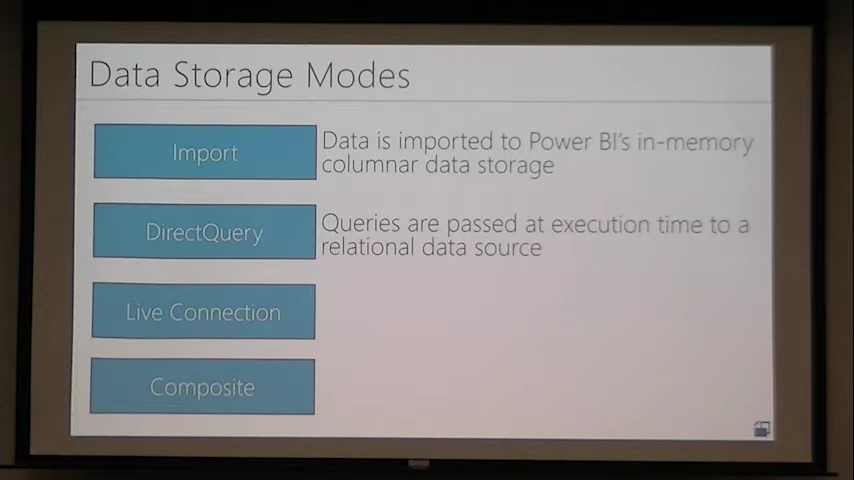 Data Storage Modes
Import
Data is imported to Power BI's in-memory
columnar data storage
DirectQuery
Queries are passed at execution time to a
relational data source
Live Connection
Composite